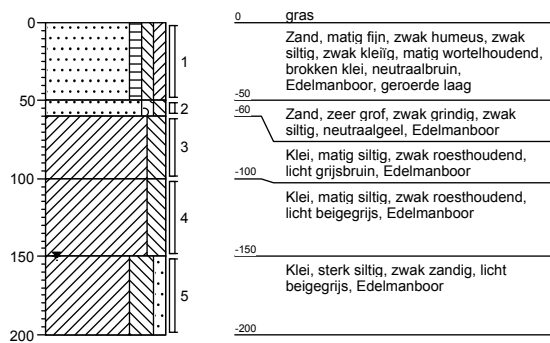 0
50
100
150
200
1
2
3
4
5
0 gras
Zand, matig fijn, zwak humeus, zwak
siltig, zwak kleiïg, matig wortelhoudend,
brokken klei, neutraalbruin,
Edelmanboor, geroerde laag
-50
-60
Zand, zeer grof, zwak grindig, zwak
siltig, neutraalgeel, Edelmanboor
Klei, matig siltig, zwak roesthoudend,
licht grijsbruin, Edelmanboor
-100
Klei, matig siltig, zwak roesthoudend,
licht beigegrijs, Edelmanboor
-150
Klei, sterk siltig, zwak zandig, licht
beigegrijs, Edelmanboor
-200